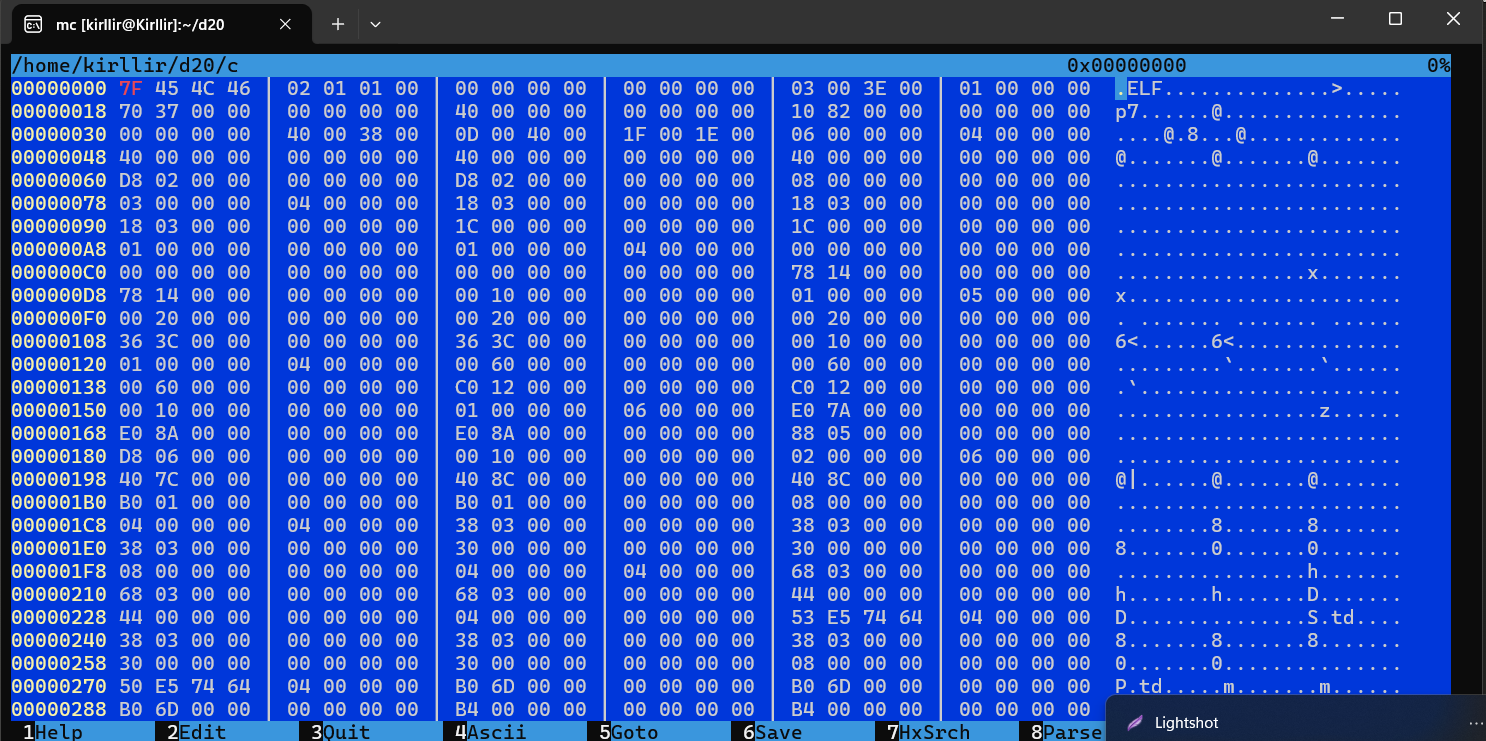 mc [kirllir@Kirllir]:~/d20
/home/kirllir/d20/c 0x00000000 0%
00000000 7F 45 4C 46 02 01 01 00 00 00 00 00 00 00 00 00 03 00 3E 00 01 00 00 00 .ELF..............>.....
00000018 70 37 00 00 00 00 00 00 40 00 00 00 00 00 00 00 10 82 00 00 00 00 00 00 p7......@...............
00000030 00 00 00 00 40 00 38 00 0D 00 40 00 1F 00 1E 00 06 00 00 00 04 00 00 00 ....@.8...@.............
00000048 40 00 00 00 00 00 00 00 40 00 00 00 00 00 00 00 40 00 00 00 00 00 00 00 @.......@.......@.......
00000060 D8 02 00 00 00 00 00 00 D8 02 00 00 00 00 00 00 08 00 00 00 00 00 00 00 ........................
00000078 03 00 00 00 04 00 00 00 18 03 00 00 00 00 00 00 18 03 00 00 00 00 00 00 ........................
00000090 18 03 00 00 00 00 00 00 1C 00 00 00 00 00 00 00 1C 00 00 00 00 00 00 00 ........................
000000A8 01 00 00 00 00 00 00 00 01 00 00 00 04 00 00 00 00 00 00 00 00 00 00 00 ........................
000000C0 00 00 00 00 00 00 00 00 00 00 00 00 00 00 00 00 78 14 00 00 00 00 00 00 ................x.......
000000D8 78 14 00 00 00 00 00 00 00 10 00 00 00 00 00 00 01 00 00 00 05 00 00 00 x.......................
000000F0 00 20 00 00 00 00 00 00 00 20 00 00 00 00 00 00 00 20 00 00 00 00 00 00 . ....... ....... ......
00000108 36 3C 00 00 00 00 00 00 36 3C 00 00 00 00 00 00 00 10 00 00 00 00 00 00 6<......6<..............
00000120 01 00 00 00 04 00 00 00 00 60 00 00 00 00 00 00 00 60 00 00 00 00 00 00 .........`.......`......
00000138 00 60 00 00 00 00 00 00 C0 12 00 00 00 00 00 00 C0 12 00 00 00 00 00 00 .`......................
00000150 00 10 00 00 00 00 00 00 01 00 00 00 06 00 00 00 E0 7A 00 00 00 00 00 00 .................z......
00000168 E0 8A 00 00 00 00 00 00 E0 8A 00 00 00 00 00 00 88 05 00 00 00 00 00 00 ........................
00000180 D8 06 00 00 00 00 00 00 00 10 00 00 00 00 00 00 02 00 00 00 06 00 00 00 ........................
00000198 40 7C 00 00 00 00 00 00 40 8C 00 00 00 00 00 00 40 8C 00 00 00 00 00 00 @|......@.......@.......
000001B0 B0 01 00 00 00 00 00 00 B0 01 00 00 00 00 00 00 08 00 00 00 00 00 00 00 ........................
000001C8 04 00 00 00 04 00 00 00 38 03 00 00 00 00 00 00 38 03 00 00 00 00 00 00 ........8.......8.......
000001E0 38 03 00 00 00 00 00 00 30 00 00 00 00 00 00 00 30 00 00 00 00 00 00 00 8.......0.......0.......
000001F8 08 00 00 00 00 00 00 00 04 00 00 00 04 00 00 00 68 03 00 00 00 00 00 00 ................h.......
00000210 68 03 00 00 00 00 00 00 68 03 00 00 00 00 00 00 44 00 00 00 00 00 00 00 h.......h.......D.......
00000228 44 00 00 00 00 00 00 00 04 00 00 00 00 00 00 00 53 E5 74 64 04 00 00 00 D...............S.td....
00000240 38 03 00 00 00 00 00 00 38 03 00 00 00 00 00 00 38 03 00 00 00 00 00 00 8.......8.......8.......
00000258 30 00 00 00 00 00 00 00 30 00 00 00 00 00 00 00 08 00 00 00 00 00 00 00 0.......0...............
00000270 50 E5 74 64 04 00 00 00 B0 6D 00 00 00 00 00 00 B0 6D 00 00 00 00 00 00 P.td.....m.......m......
00000288 B0 6D 00 00 00 00 00 00 B4 00 00 00 00 00 00 00 B4 00 00 00 00 00 00 00
1Help 2Edit 3Quit 4Ascii 5Goto 6Save 7HxSrch 8Parse
Lightshot